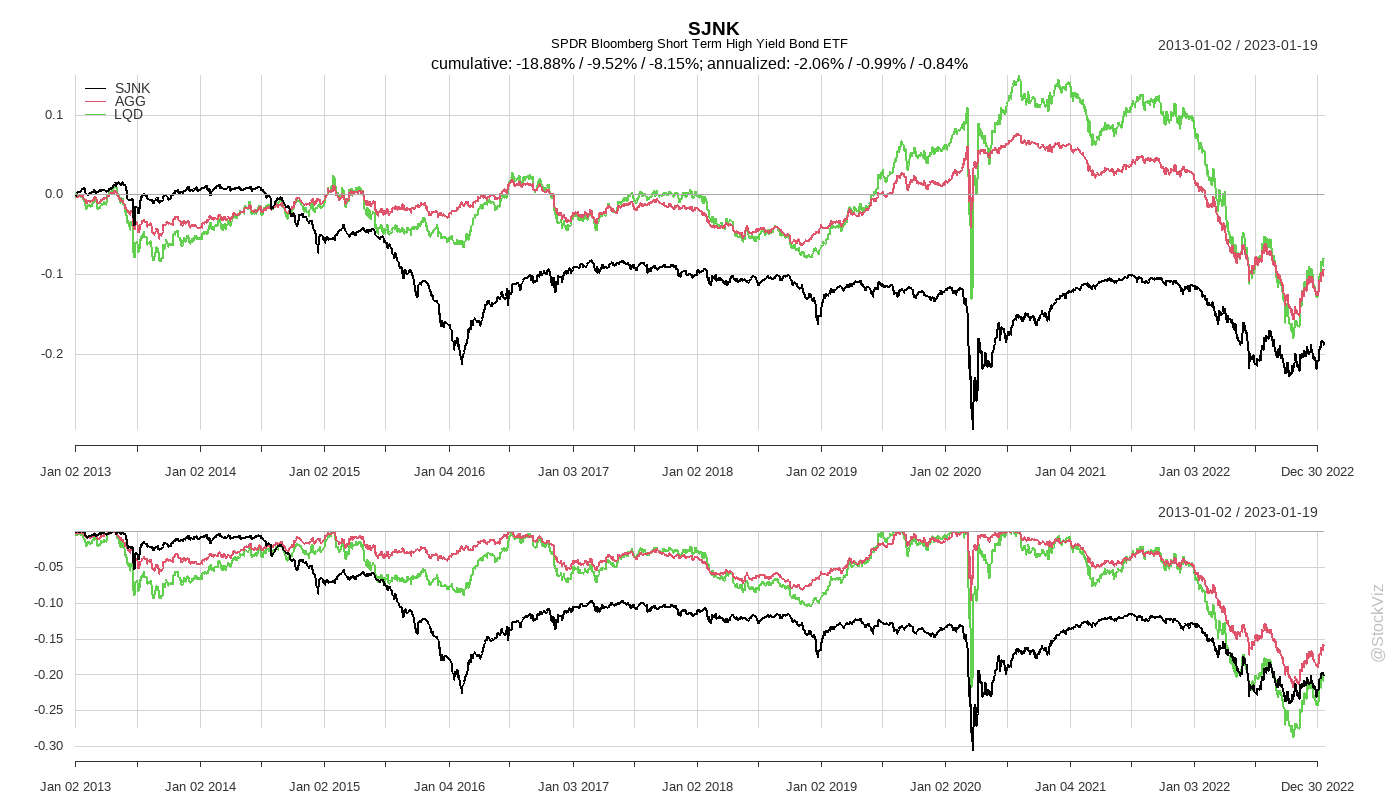 SJNK
SPDR Bloomberg Short Term High Yield Bond ETF
2013-01-02 / 2023-01-19
cumulative: -18.88% / -9.52% / -8.15%; annualized: -2.06% / -0.99% / -0.84%
SJNK
AGG
LQD
0.1
0.0
-0.1
-0.2
Jan 02 2013 Jan 02 2014 Jan 02 2015 Jan 04 2016 Jan 03 2017 Jan 02 2018 Jan 02 2019 Jan 02 2020 Jan 04 2021 Jan 03 2022 Dec 30 2022
2013-01-02 / 2023-01-19
-0.05
-0.10
-0.15
-0.20
-0.25
-0.30
Jan 02 2013 Jan 02 2014 Jan 02 2015 Jan 04 2016 Jan 03 2017 Jan 02 2018 Jan 02 2019 Jan 02 2020 Jan 04 2021 Jan 03 2022 Dec 30 2022
@StockViz